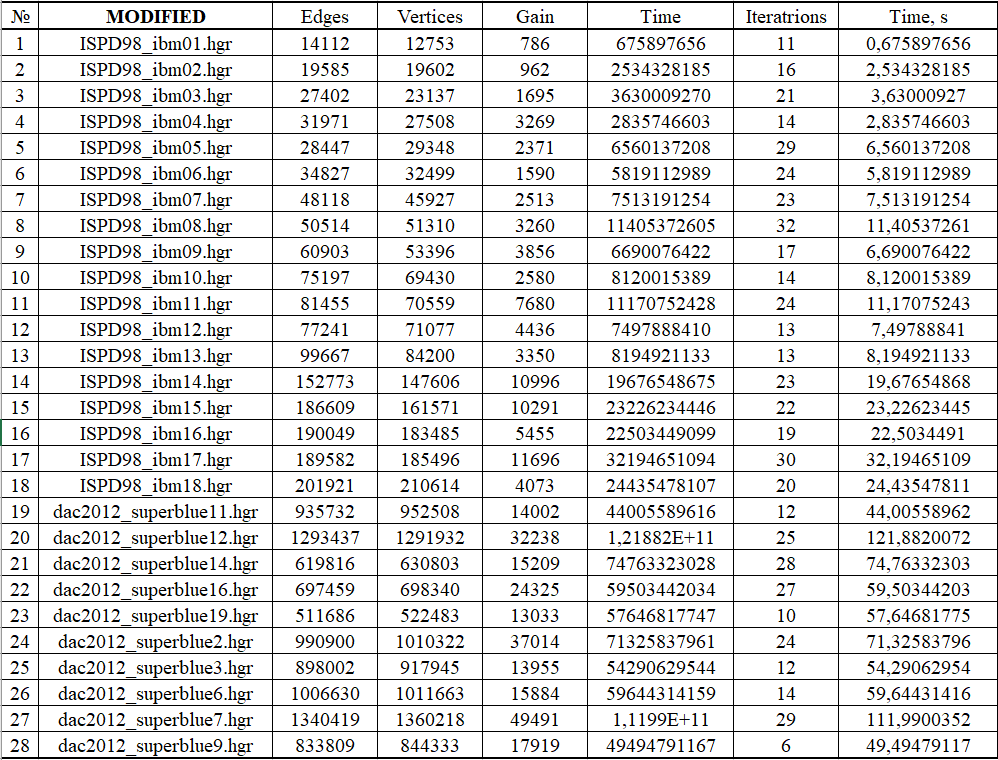 № MODIFIED Edges Vertices Gain Time Iteratrions Time, s
1 ISPD98_ibm01.hgr 14112 12753 786 675897656 11 0,675897656
2 ISPD98_ibm02.hgr 19585 19602 962 2534328185 16 2,534328185
3 ISPD98_ibm03.hgr 27402 23137 1695 3630009270 21 3,63000927
4 ISPD98_ibm04.hgr 31971 27508 3269 2835746603 14 2,835746603
5 ISPD98_ibm05.hgr 28447 29348 2371 6560137208 29 6,560137208
6 ISPD98_ibm06.hgr 34827 32499 1590 5819112989 24 5,819112989
7 ISPD98_ibm07.hgr 48118 45927 2513 7513191254 23 7,513191254
8 ISPD98_ibm08.hgr 50514 51310 3260 11405372605 32 11,40537261
9 ISPD98_ibm09.hgr 60903 53396 3856 6690076422 17 6,690076422
10 ISPD98_ibm10.hgr 75197 69430 2580 8120015389 14 8,120015389
11 ISPD98_ibm11.hgr 81455 70559 7680 11170752428 24 11,17075243
12 ISPD98_ibm12.hgr 77241 71077 4436 7497888410 13 7,49788841
13 ISPD98_ibm13.hgr 99667 84200 3350 8194921133 13 8,194921133
14 ISPD98_ibm14.hgr 152773 147606 10996 19676548675 23 19,67654868
15 ISPD98_ibm15.hgr 186609 161571 10291 23226234446 22 23,22623445
16 ISPD98_ibm16.hgr 190049 183485 5455 22503449099 19 22,5034491
17 ISPD98_ibm17.hgr 189582 185496 11696 32194651094 30 32,19465109
18 ISPD98_ibm18.hgr 201921 210614 4073 24435478107 20 24,43547811
19 dac2012_superblue11.hgr 935732 952508 14002 44005589616 12 44,00558962
20 dac2012_superblue12.hgr 1293437 1291932 32238 1,21882E+11 25 121,8820072
21 dac2012_superblue14.hgr 619816 630803 15209 74763323028 28 74,76332303
22 dac2012_superblue16.hgr 697459 698340 24325 59503442034 27 59,50344203
23 dac2012_superblue19.hgr 511686 522483 13033 57646817747 10 57,64681775
24 dac2012_superblue2.hgr 990900 1010322 37014 71325837961 24 71,32583796
25 dac2012_superblue3.hgr 898002 917945 13955 54290629544 12 54,29062954
26 dac2012_superblue6.hgr 1006630 1011663 15884 59644314159 14 59,64431416
27 dac2012_superblue7.hgr 1340419 1360218 49491 1,1199E+11 29 111,9900352
28 dac2012_superblue9.hgr 833809 844333 17919 49494791167 6 49,49479117